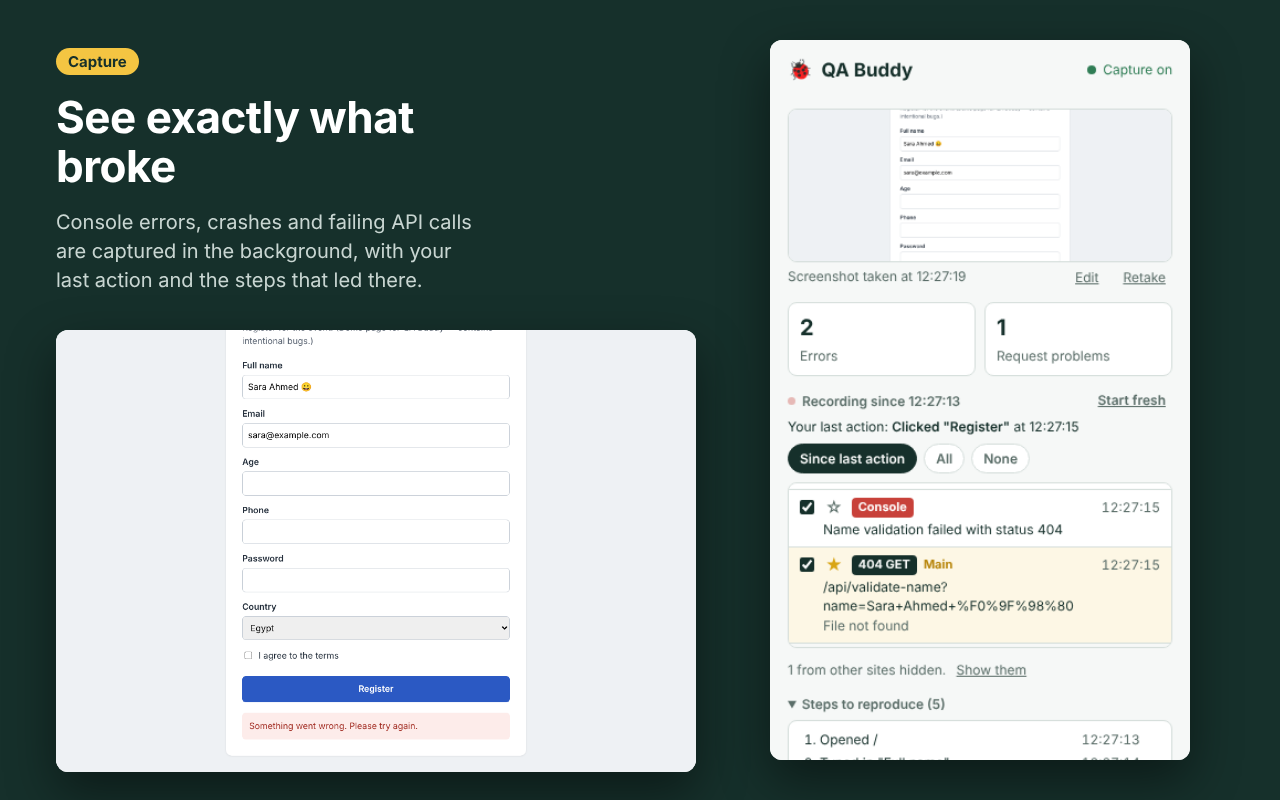 Capture
See exactly what
broke
Console errors, crashes and failing API calls
are captured in the background, with your
last action and the steps that led there.
intentional bugs.)
Full name
Sara Ahmed 😀
Email
sara@example.com
Age
Phone
Password
Country
Egypt
I agree to the terms
Register
Something went wrong. Please try again.
🐞 QA Buddy
Capture on
intentional bugs.)
Full name
Sara Ahmed 😀
Email
sara@example.com
Age
Phone
Password
Screenshot taken at 12:27:19
Edit
Retake
2
Errors
1
Request problems
Recording since 12:27:13
Start fresh
Your last action: Clicked "Register" at 12:27:15
Since last action
All
None
☆ Console 12:27:15
Name validation failed with status 404
★ 404 GET Main 12:27:15
/api/validate-name?
name=Sara+Ahmed+%F0%9F%98%80
File not found
1 from other sites hidden. Show them
▼ Steps to reproduce (5)
1. Opened / 12:27:13